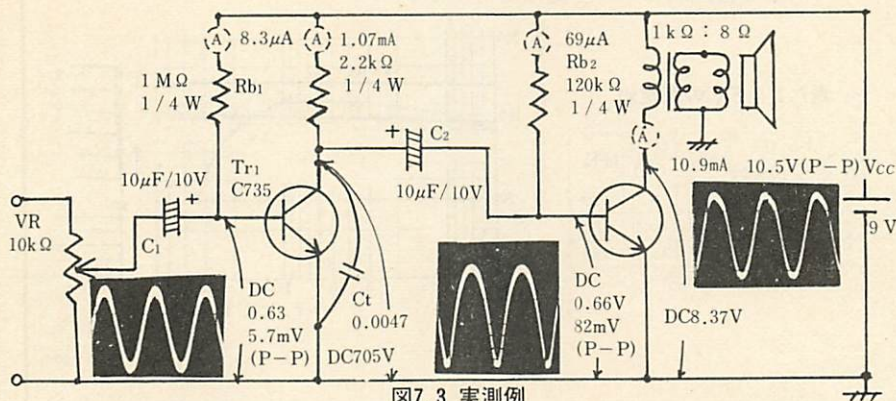 A
8.3μA
A
1.07mA
2.2kΩ
1/4W
1MΩ
1/4W
Rb₁
A
69μA
Rb₂
120kΩ
1/4W
1kΩ：8Ω
A
10.9mA
10.5V(P−P)
Vcc
9V
VR
10kΩ
10μF/10V
+
C₁
Tr₁
C735
+
C₂
10μF/10V
DC
0.63
5.7mV
(P−P)
Ct
0.0047
DC705V
DC
0.66V
82mV
(P−P)
DC8.37V
図7.3 実測例